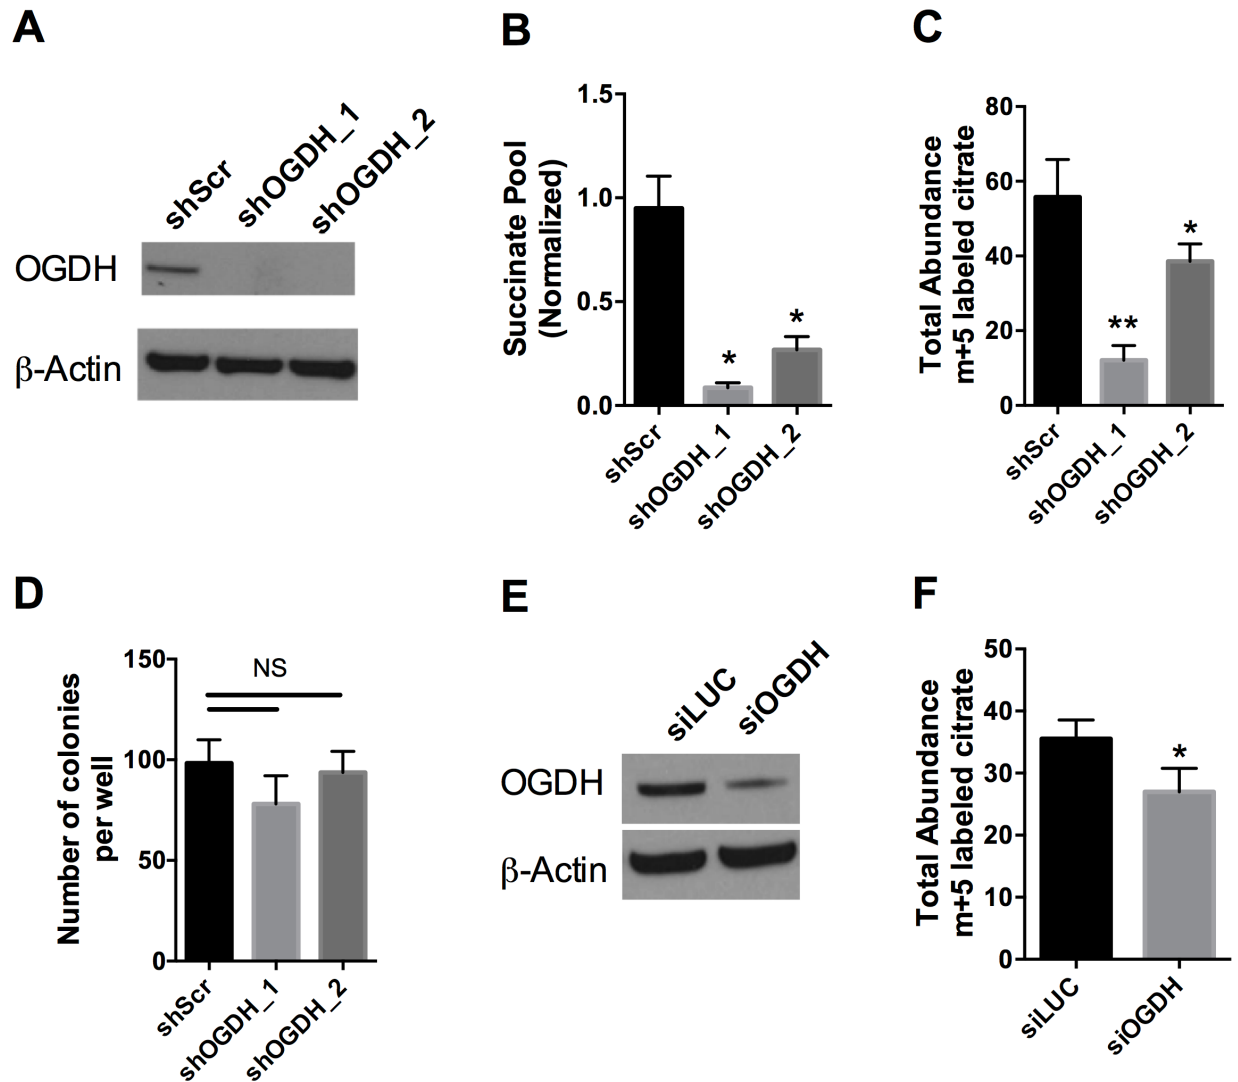 A
shScr
shOGDH_1
shOGDH_2
OGDH
β-Actin
B
Succinate Pool
(Normalized)
1.5
1.0
0.5
0.0
*
*
shScr
shOGDH_1
shOGDH_2
C
Total Abundance
m+5 labeled citrate
80
60
40
20
0
**
*
shScr
shOGDH_1
shOGDH_2
D
Number of colonies
per well
150
100
50
0
NS
shScr
shOGDH_1
shOGDH_2
E
siLUC
siOGDH
OGDH
β-Actin
F
Total Abundance
m+5 labeled citrate
50
40
30
20
10
0
*
siLUC
siOGDH